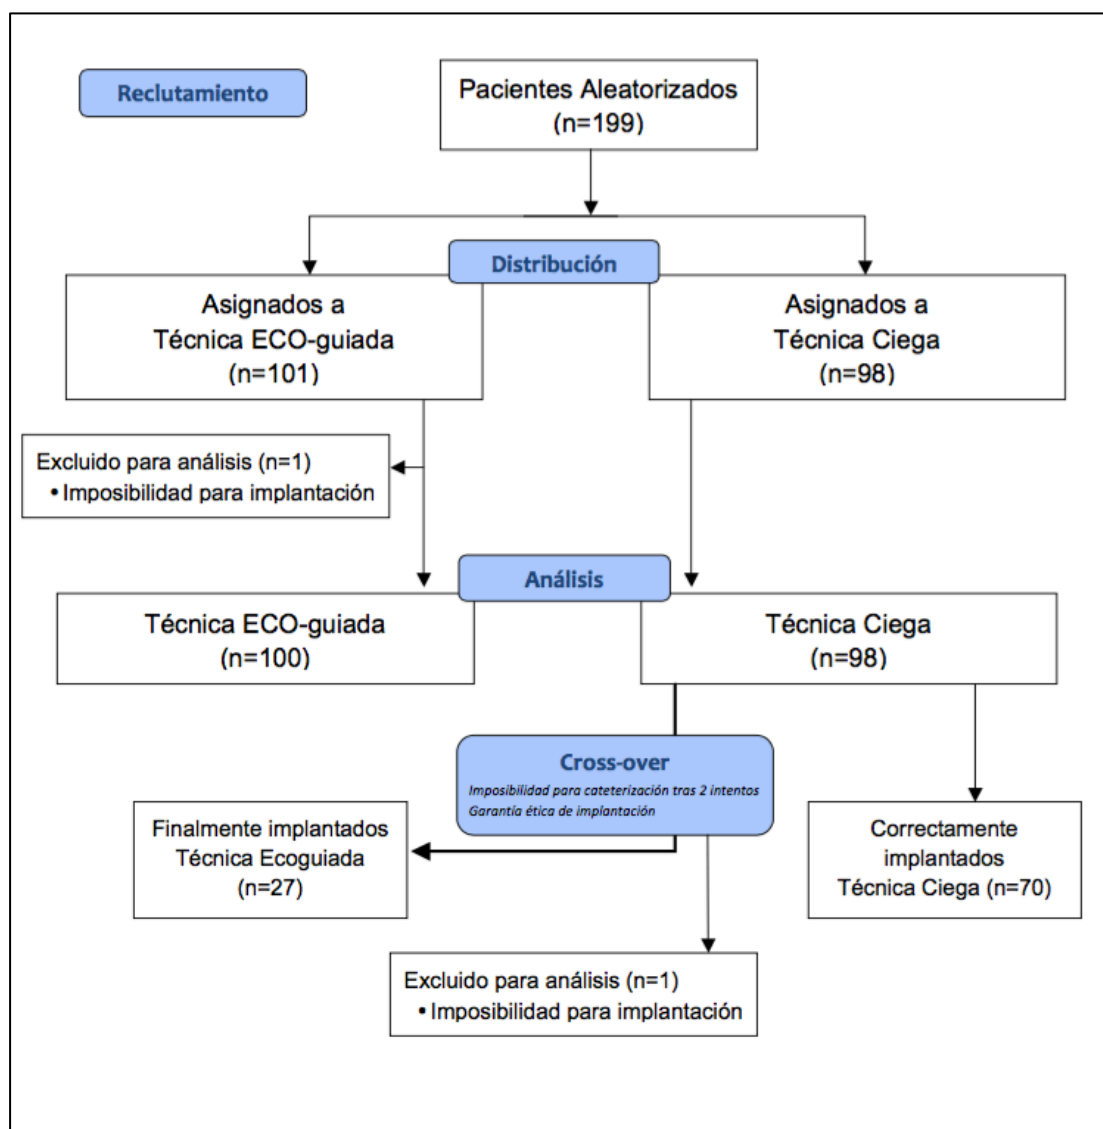 Reclutamiento
Pacientes Aleatorizados
(n=199)
Distribución
Asignados a
Técnica ECO-guiada
(n=101)
Asignados a
Técnica Ciega
(n=98)
Excluido para análisis (n=1)
• Imposibilidad para implantación
Análisis
Técnica ECO-guiada
(n=100)
Técnica Ciega
(n=98)
Cross-over
Imposibilidad para cateterización tras 2 intentos
Garantía ética de implantación
Finalmente implantados
Técnica Ecoguiada
(n=27)
Correctamente
implantados
Técnica Ciega (n=70)
Excluido para análisis (n=1)
• Imposibilidad para implantación